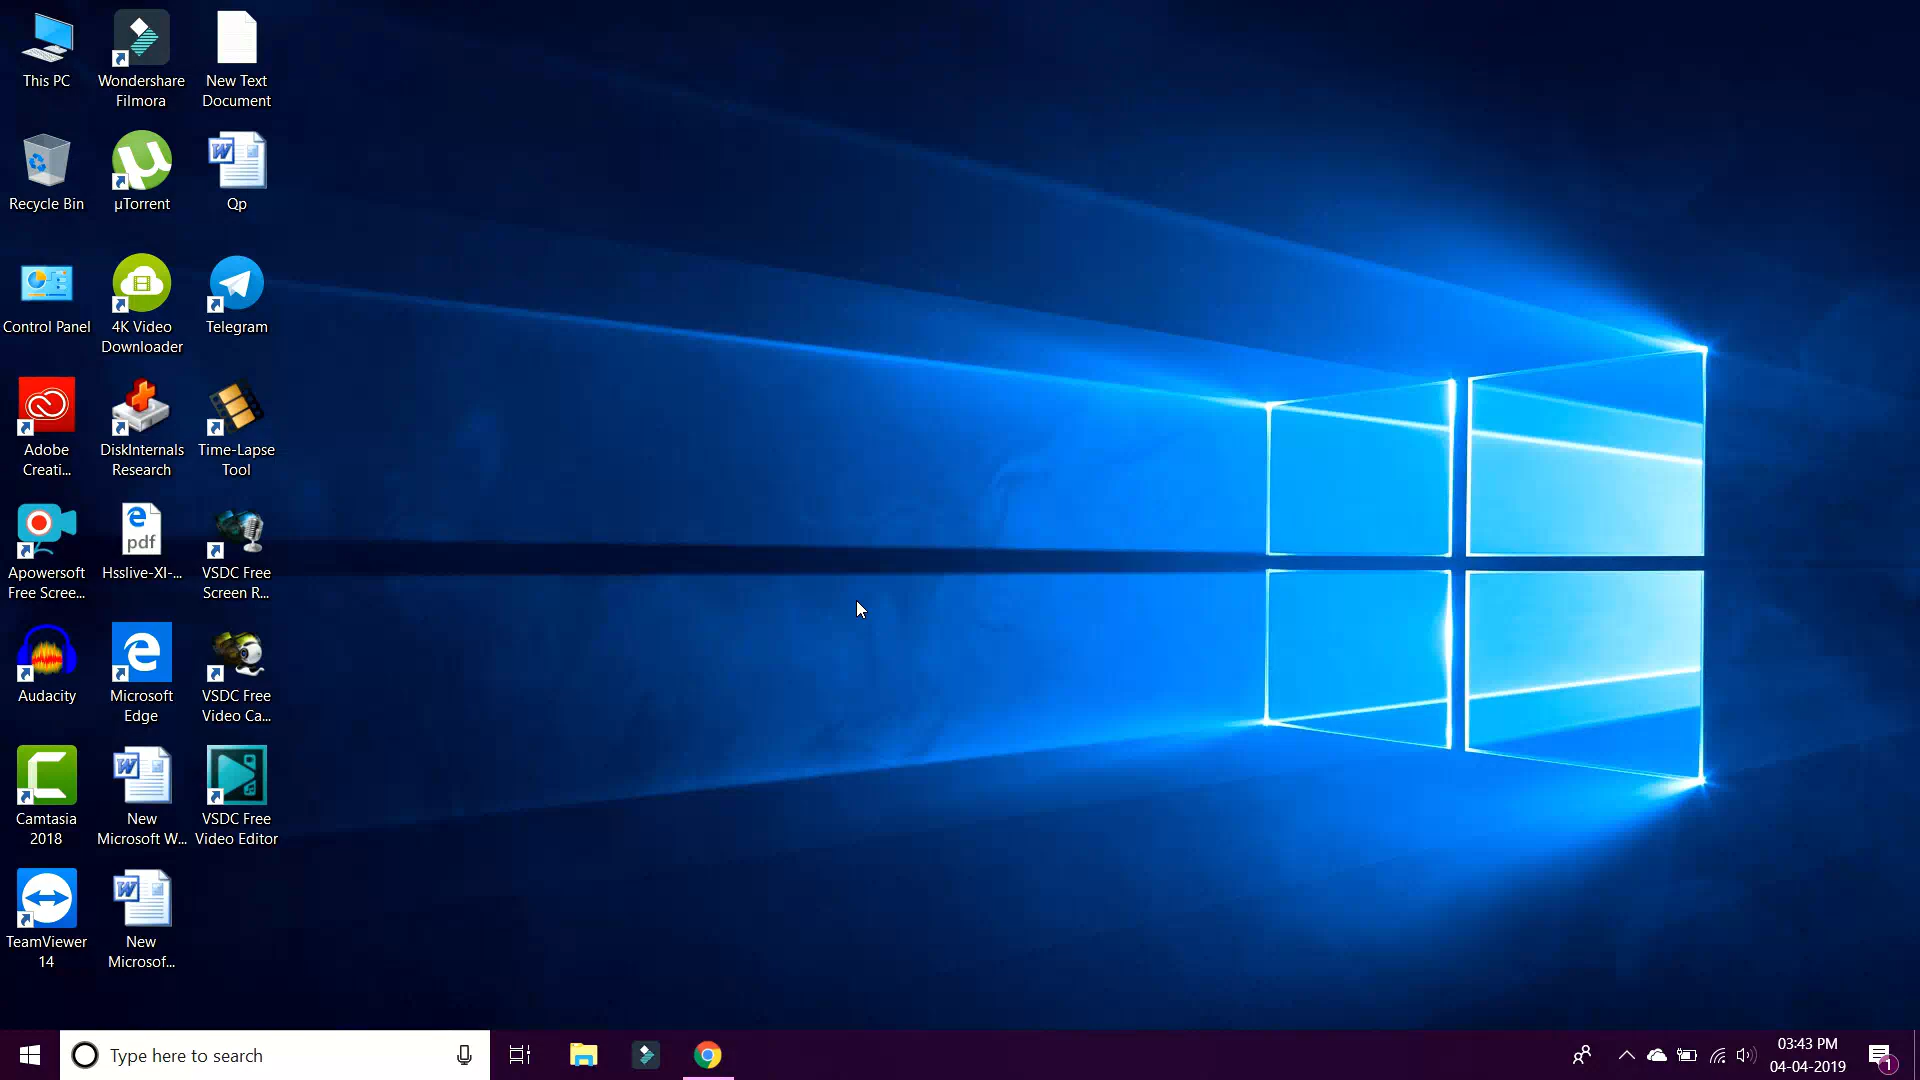 This PC
Wondershare
Filmora
New Text
Document
Recycle Bin
µTorrent
Qp
Control Panel
4K Video
Downloader
Telegram
Adobe
Creati...
DiskInternals
Research
Time-Lapse
Tool
Apowersoft
Free Scree...
pdf
Hsslive-XI-...
VSDC Free
Screen R...
Audacity
Microsoft
Edge
VSDC Free
Video Ca...
Camtasia
2018
New
Microsoft W...
VSDC Free
Video Editor
TeamViewer
14
New
Microsof...
Type here to search
03:43 PM
04-04-2019
1